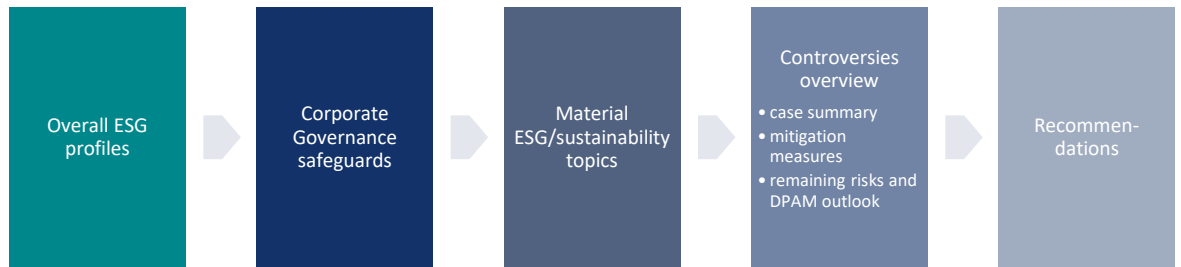 Overall ESG
profiles
Corporate
Governance
safeguards
Material
ESG/sustainability
topics
Controversies
overview
• case summary
• mitigation
measures
• remaining risks and
DPAM outlook
Recommen-
dations